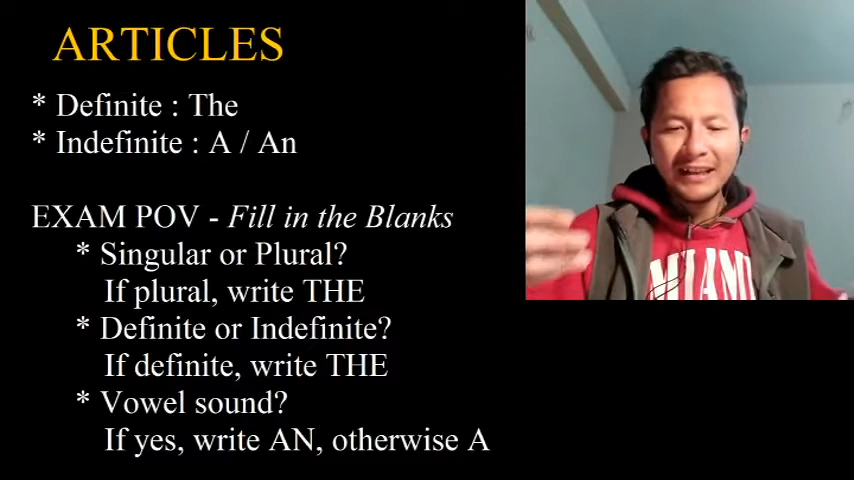 ARTICLES
* Definite : The
* Indefinite : A / An
EXAM POV - Fill in the Blanks
* Singular or Plural?
If plural, write THE
* Definite or Indefinite?
If definite, write THE
* Vowel sound?
If yes, write AN, otherwise A
MIAMI